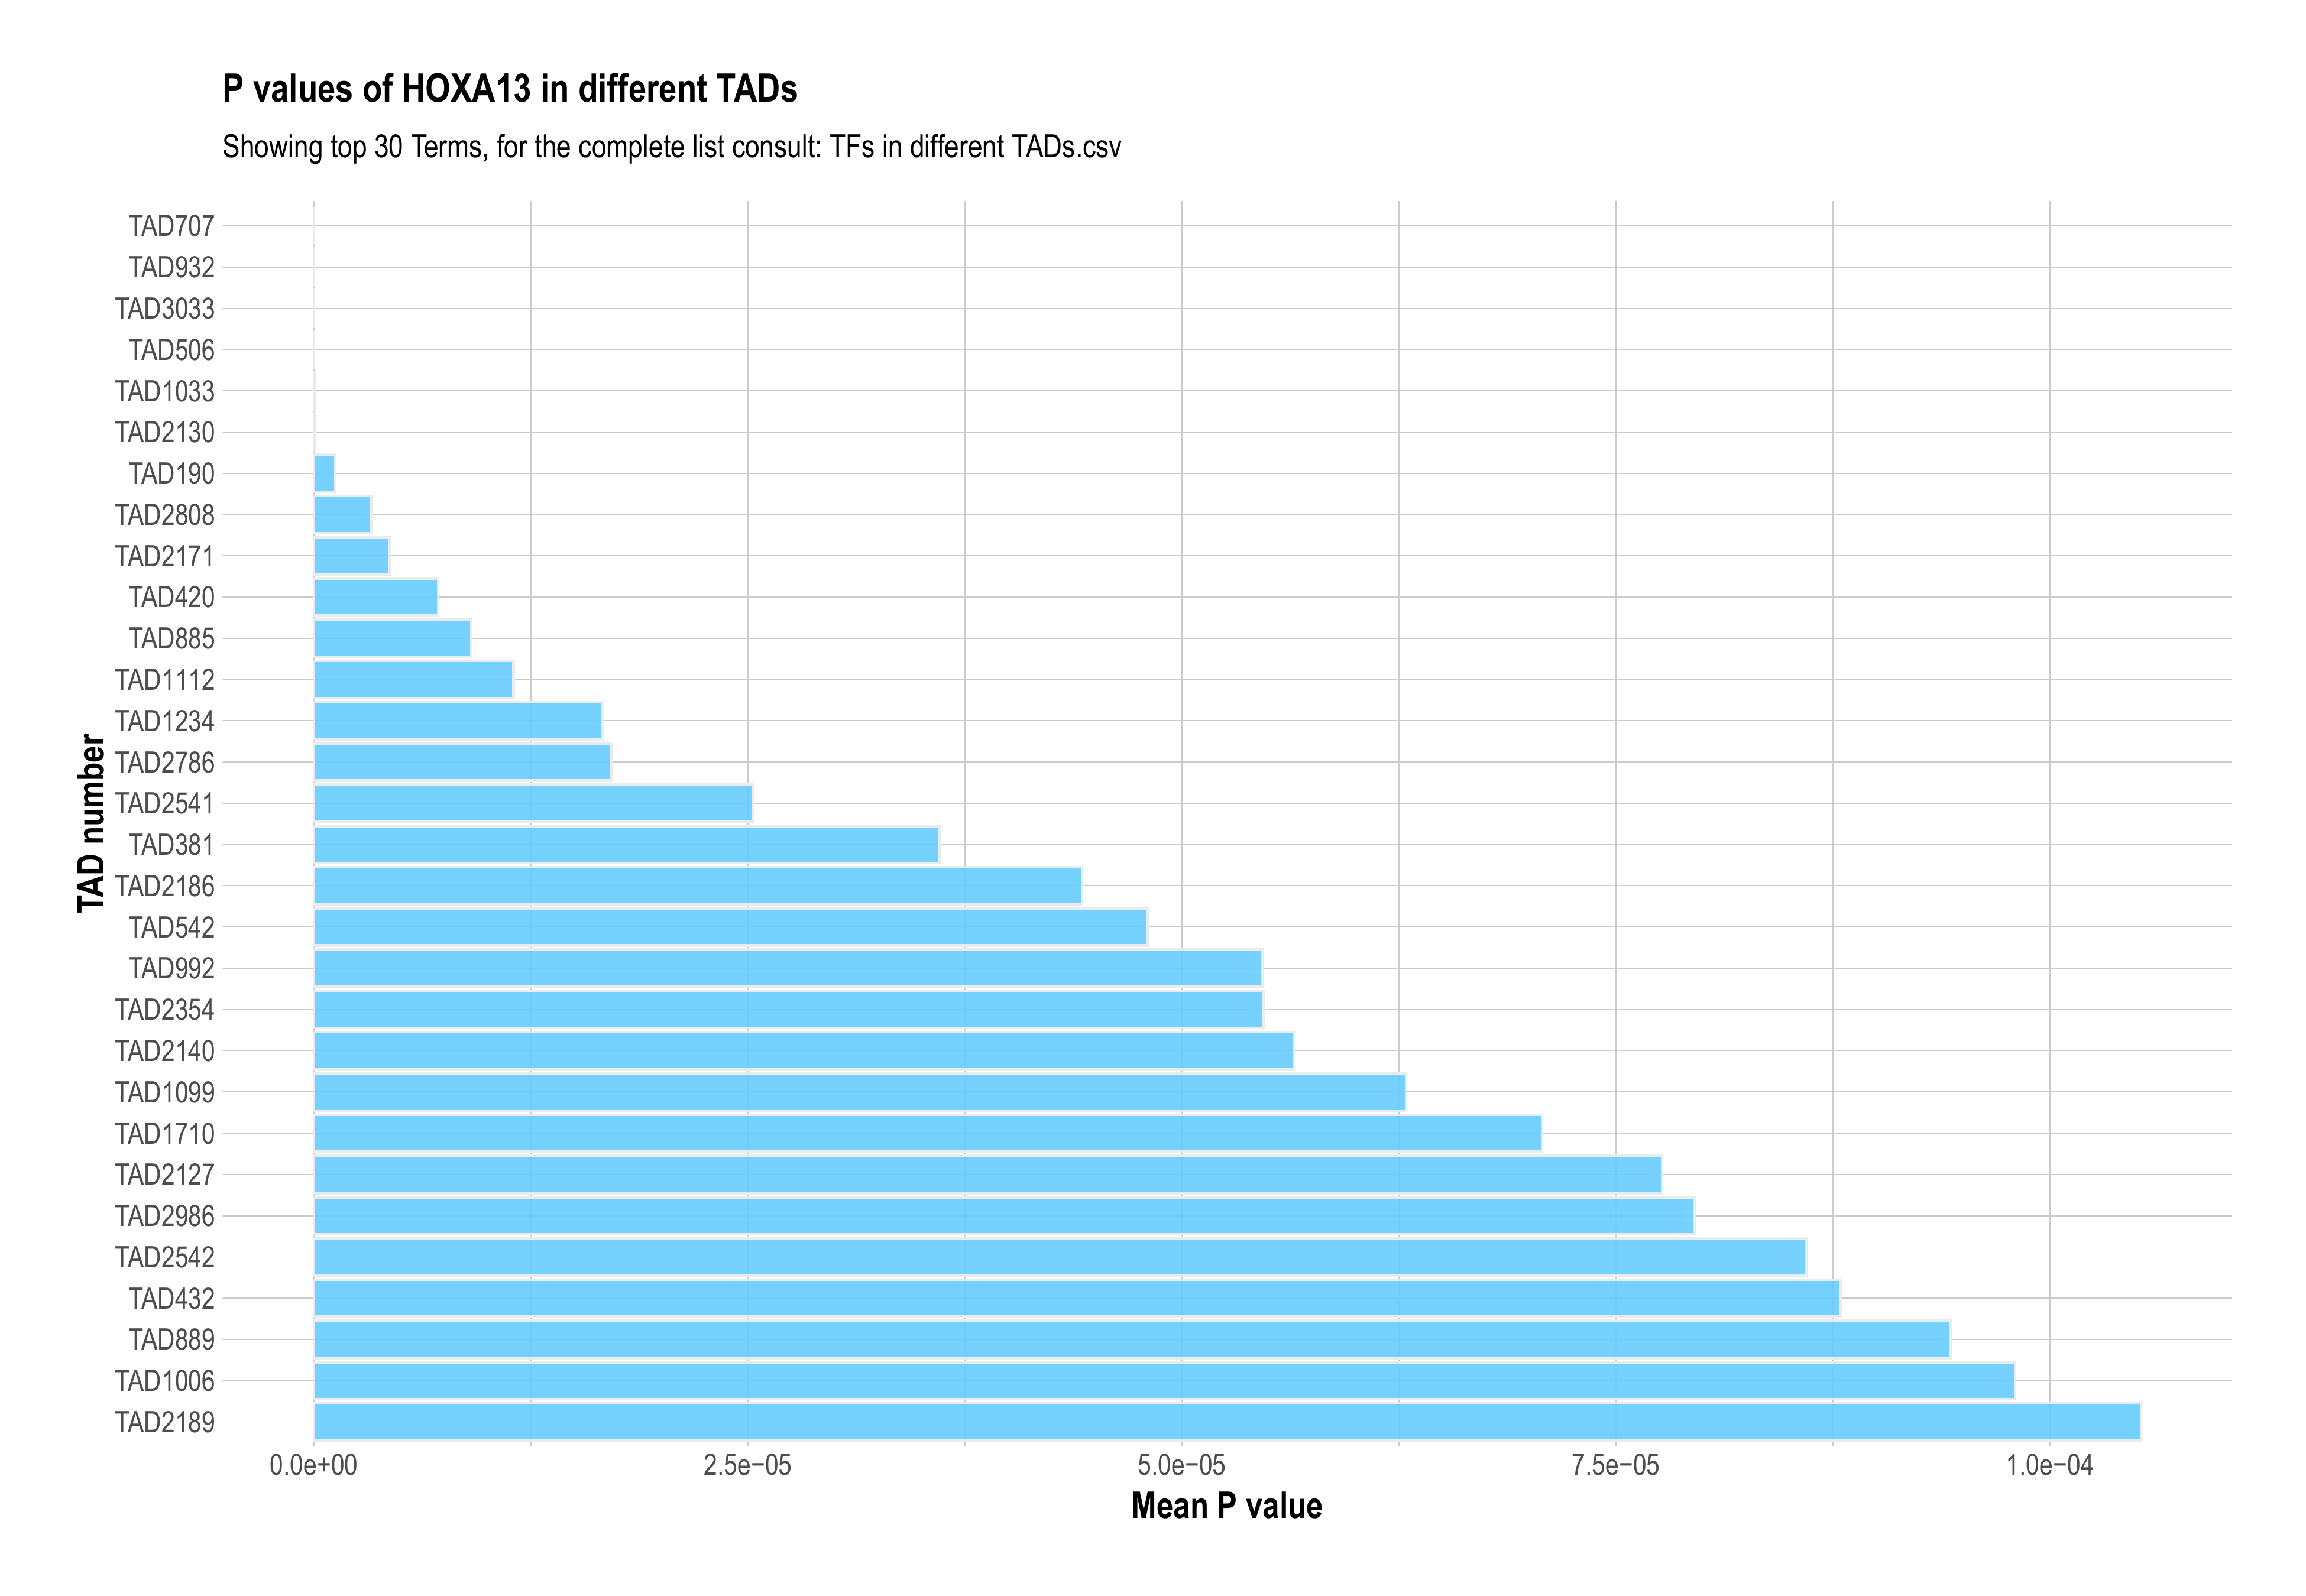 P values of HOXA13 in different TADs
Showing top 30 Terms, for the complete list consult: TFs in different TADs.csv
TAD number
TAD707
TAD932
TAD3033
TAD506
TAD1033
TAD2130
TAD190
TAD2808
TAD2171
TAD420
TAD885
TAD1112
TAD1234
TAD2786
TAD2541
TAD381
TAD2186
TAD542
TAD992
TAD2354
TAD2140
TAD1099
TAD1710
TAD2127
TAD2986
TAD2542
TAD432
TAD889
TAD1006
TAD2189
0.0e+00 2.5e−05 5.0e−05 7.5e−05 1.0e−04
Mean P value